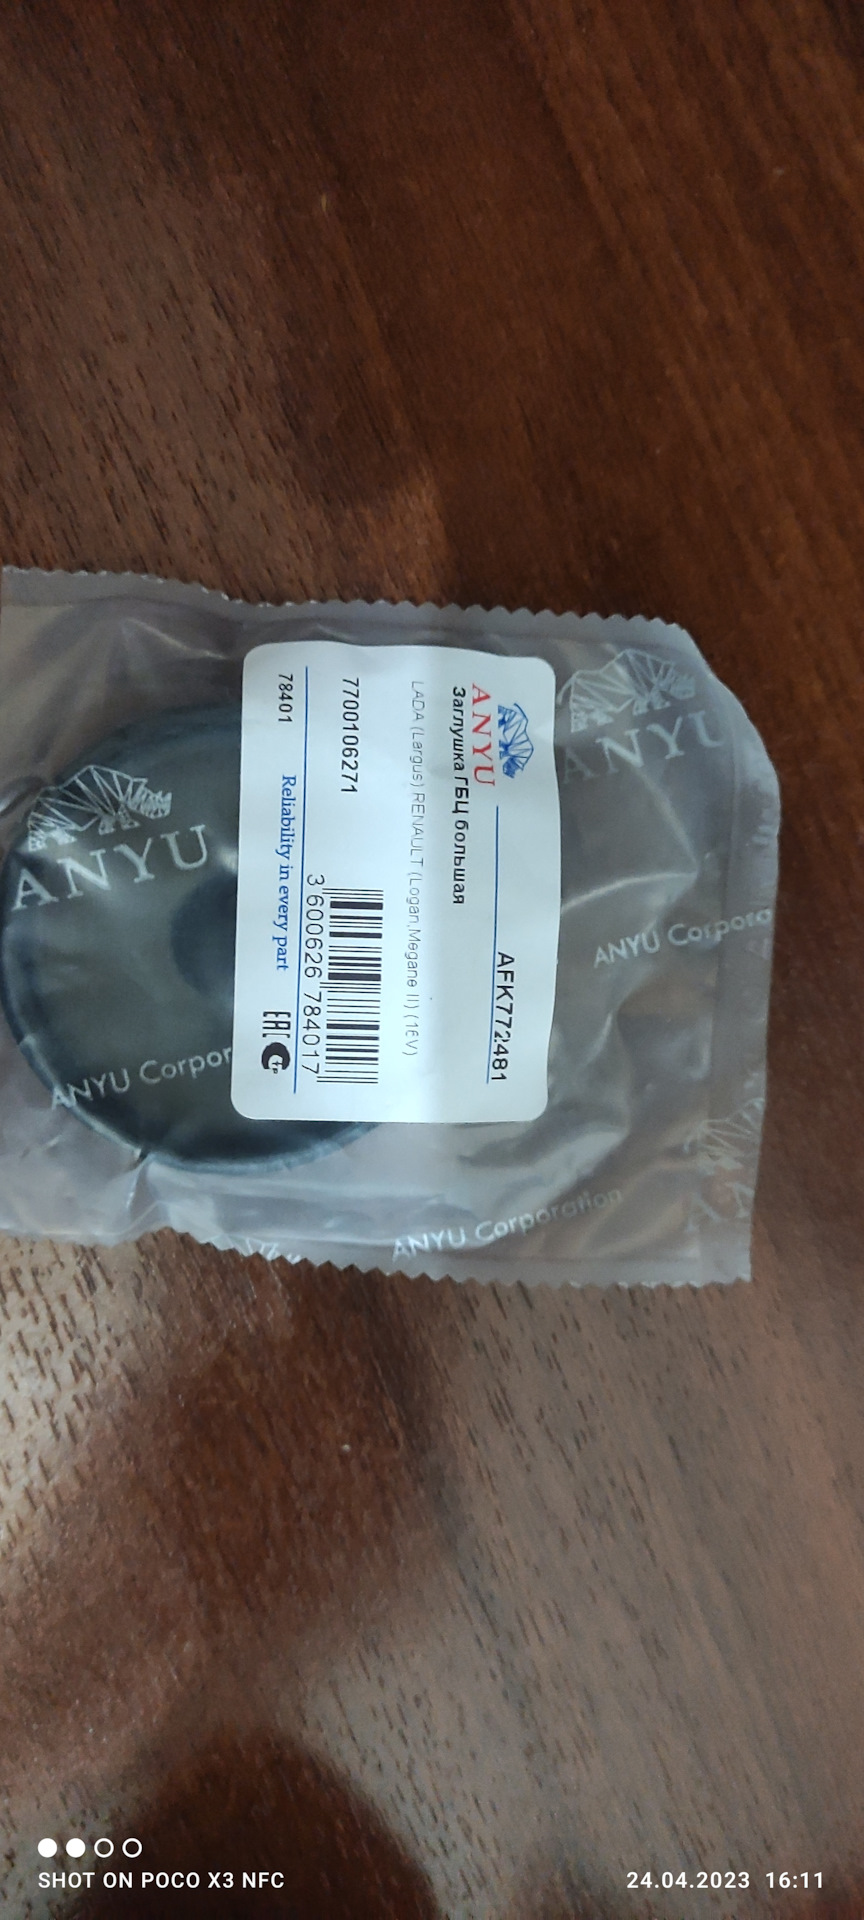 ANYU
AFK772481
Заглушка ГБЦ большая
LADA (Largus) RENAULT (Logan,Megane II) (16V)
7700106271
3 600626 784017
78401
Reliability in every part
EAC
ANYU
ANYU Corpora
ANYU
ANYU Corpor
ANYU Corporation
SHOT ON POCO X3 NFC
24.04.2023 16:11